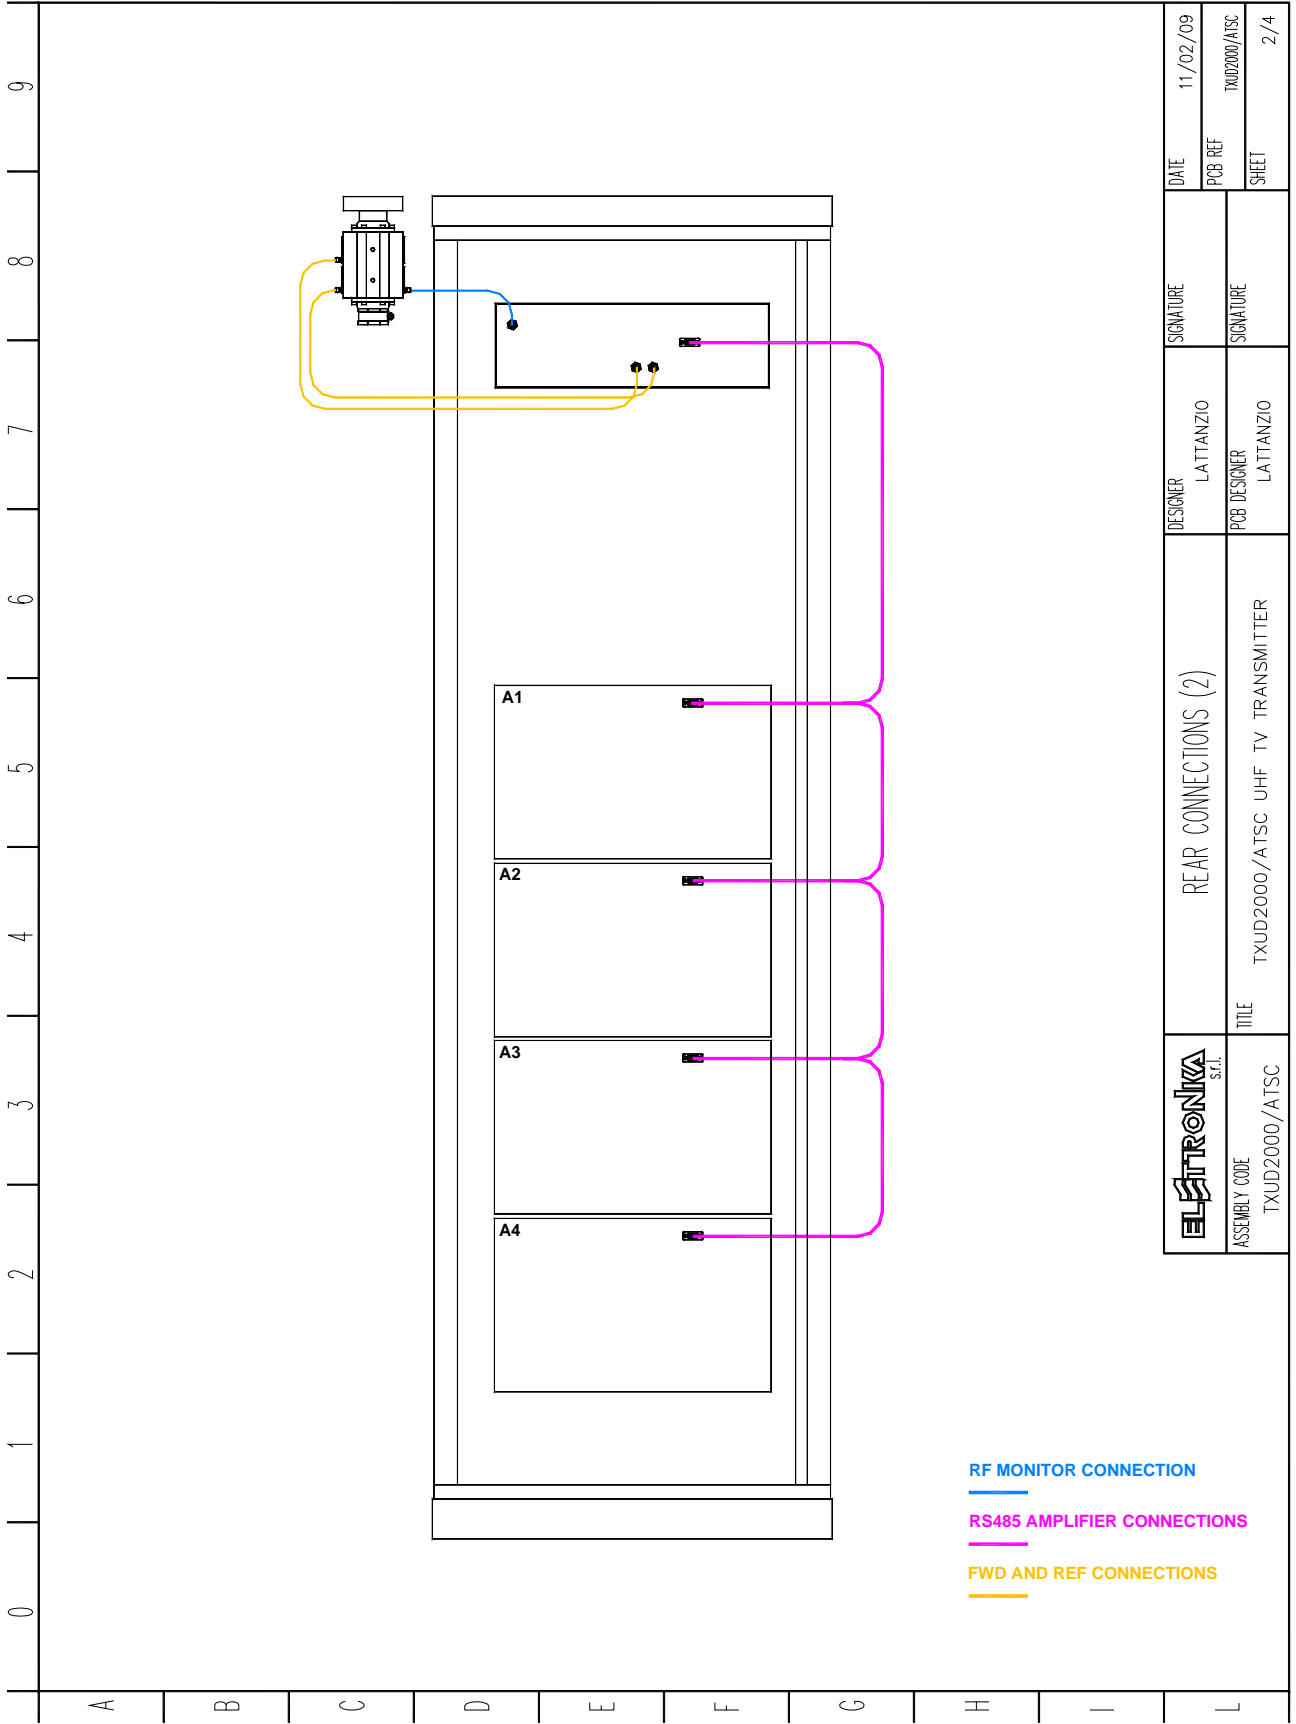 9
8
7
6
5
4
3
2
1
0
A
B
C
D
E
F
G
H
I
L
A1
A2
A3
A4
RF MONITOR CONNECTION
RS485 AMPLIFIER CONNECTIONS
FWD AND REF CONNECTIONS
ELETTRONIKA
s.r.l.
ASSEMBLY CODE
TXUD2000/ATSC
REAR CONNECTIONS (2)
TITLE
TXUD2000/ATSC UHF TV TRANSMITTER
DESIGNER
LATTANZIO
PCB DESIGNER
LATTANZIO
SIGNATURE
SIGNATURE
DATE
11/02/09
PCB REF
TXUD2000/ATSC
SHEET
2/4